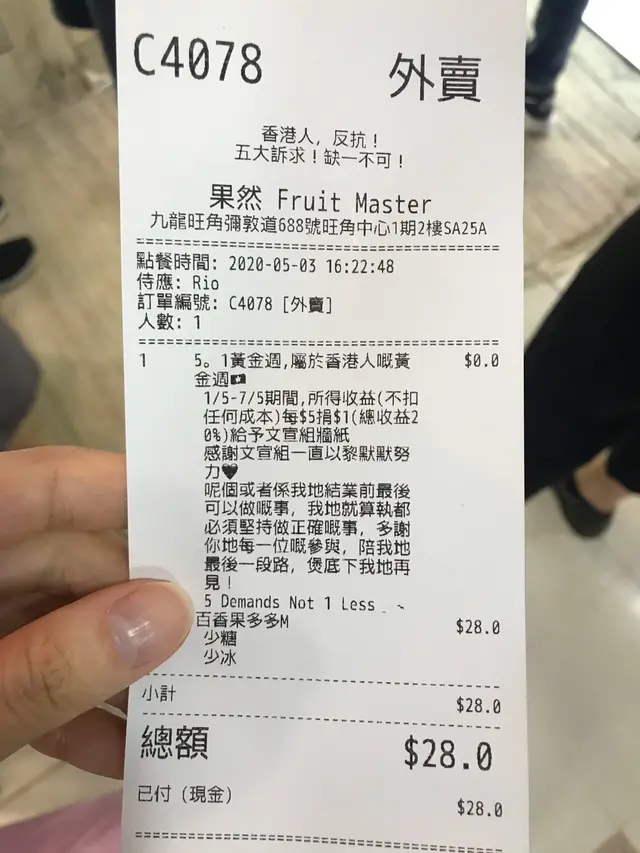 C4078 外賣
香港人, 反抗!
五大訴求!缺一不可!
果然 Fruit Master
九龍旺角彌敦道688號旺角中心1期2樓SA25A
點餐時間: 2020-05-03 16:22:48
侍應: Rio
訂單編號: C4078 [外賣]
人數: 1
1 5。1黃金週,屬於香港人嘅黃 $0.0
金週
1/5-7/5期間,所得收益(不扣
任何成本)每$5捐$1(總收益2
0%)給予文宣組牆紙
感謝文宣組一直以黎默默努
力♥
呢個或者係我地結業前最後
可以做嘅事, 我地就算執都
必須堅持做正確嘅事, 多謝
你地每一位嘅參與, 陪我地
最後一段路, 煲底下我地再
見!
5 Demands Not 1 Less
百香果多多M $28.0
少糖
少冰
小計 $28.0
總額 $28.0
已付 (現金) $28.0